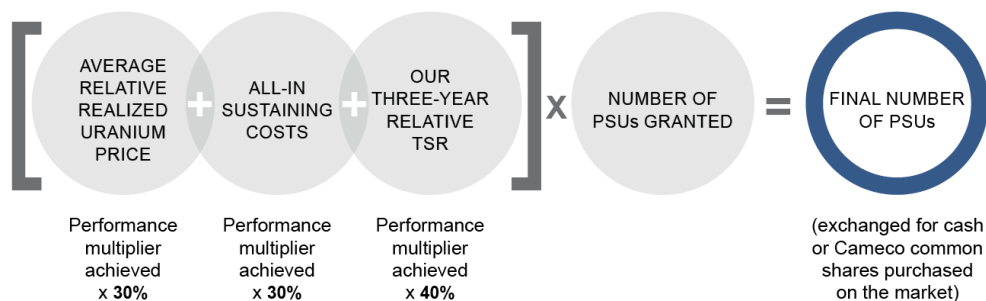 [
AVERAGE
RELATIVE
REALIZED
URANIUM
PRICE
+
ALL-IN
SUSTAINING
COSTS
+
OUR
THREE-YEAR
RELATIVE
TSR
]
x
NUMBER OF
PSUs GRANTED
=
FINAL NUMBER
OF PSUs
Performance
multiplier
achieved
x 30%
Performance
multiplier
achieved
x 30%
Performance
multiplier
achieved
x 40%
(exchanged for cash
or Cameco common
shares purchased
on the market)